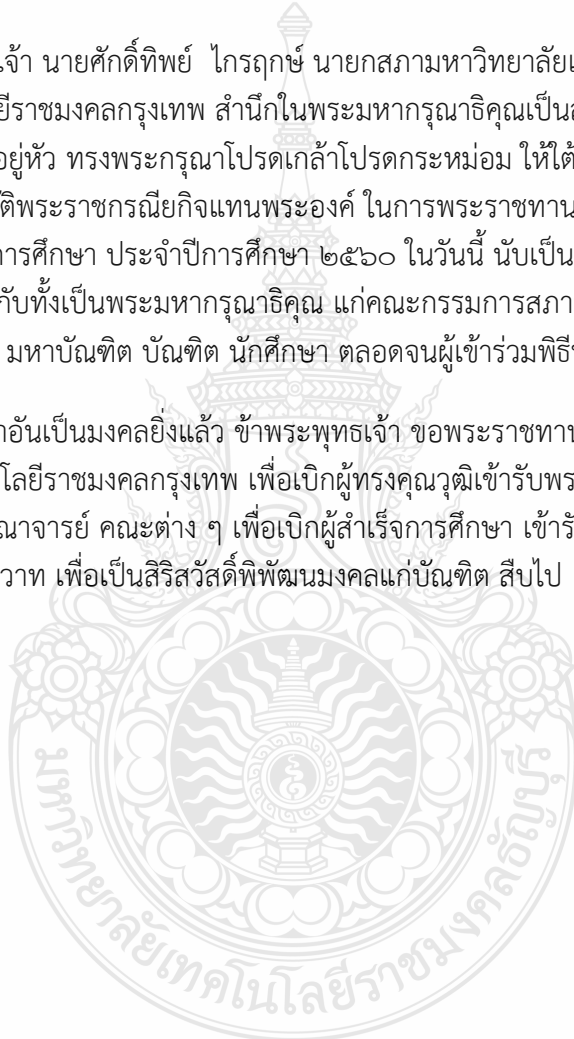 เจ้า นายศักดิ์ทิพย์ ไกรฤกษ์ นายกสภามหาวิทยาลัย
ราชมงคลกรุงเทพ สำนึกในพระมหากรุณาธิคุณเป็น
อยู่หัว ทรงพระกรุณาโปรดเกล้าโปรดกระหม่อม ให้ใต้
พระราชกรณียกิจแทนพระองค์ ในการพระราชทาน
การศึกษา ประจำปีการศึกษา ๒๕๖๐ ในวันนี้ นับเป็น
กับทั้งเป็นพระมหากรุณาธิคุณ แก่คณะกรรมการสภา
มหาบัณฑิต บัณฑิต นักศึกษา ตลอดจนผู้เข้าร่วมพิธี
อันเป็นมงคลยิ่งแล้ว ข้าพระพุทธเจ้า ขอพระราชทาน
โลยีราชมงคลกรุงเทพ เพื่อเบิกผู้ทรงคุณวุฒิเข้ารับพร
ณาจารย์ คณะต่าง ๆ เพื่อเบิกผู้สำเร็จการศึกษา เข้ารั
วาท เพื่อเป็นสิริสวัสดิ์พิพัฒนมงคลแก่บัณฑิต สืบไป
มหาวิทยาลัยเทคโนโลยีราชมงคลธัญบุรี